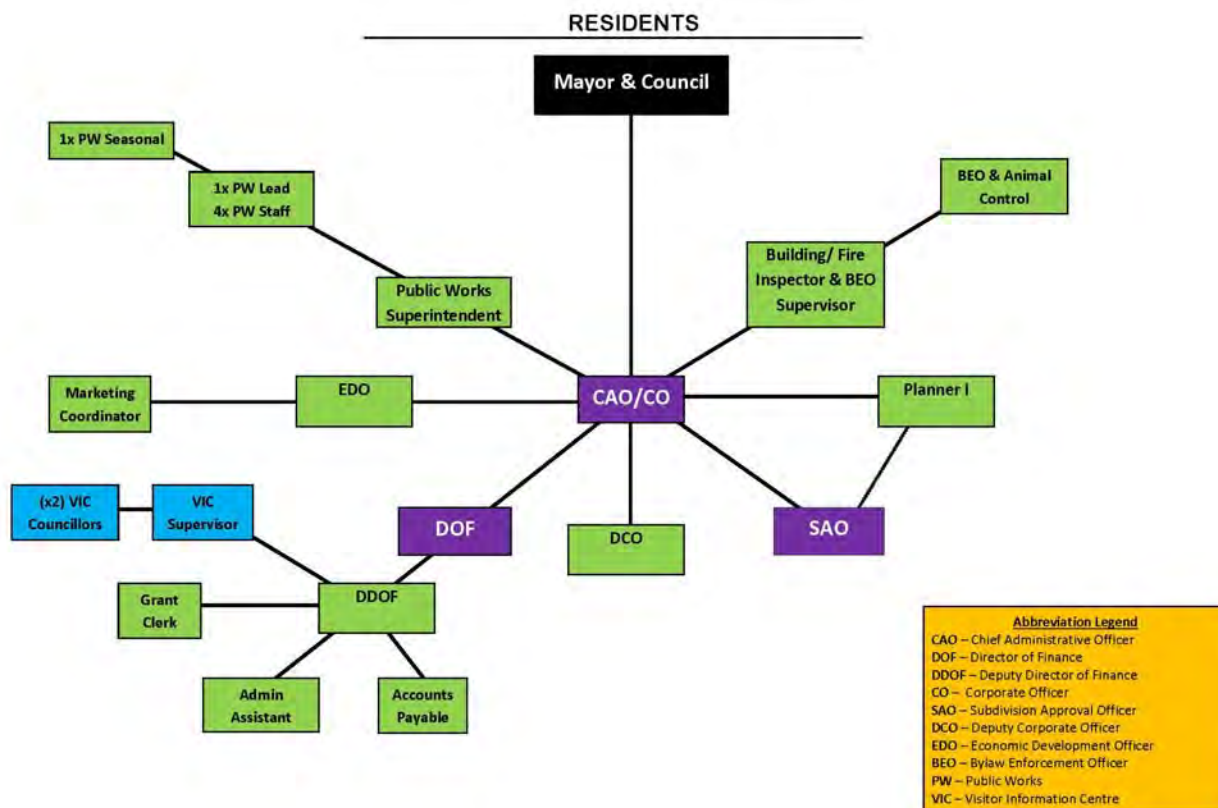 RESIDENTS
Mayor & Council
1x PW Seasonal
1x PW Lead
4x PW Staff
BEO & Animal
Control
Building/ Fire
Inspector & BEO
Supervisor
Public Works
Superintendent
Marketing
Coordinator
EDO
CAO/CO
Planner I
(x2) VIC
Councillors
VIC
Supervisor
DOF
DCO
SAO
Grant
Clerk
DDOF
Admin
Assistant
Accounts
Payable
Abbreviation Legend
CAO – Chief Administrative Officer
DOF – Director of Finance
DDOF – Deputy Director of Finance
CO – Corporate Officer
SAO – Subdivision Approval Officer
DCO – Deputy Corporate Officer
EDO – Economic Development Officer
BEO – Bylaw Enforcement Officer
PW – Public Works
VIC – Visitor Information Centre